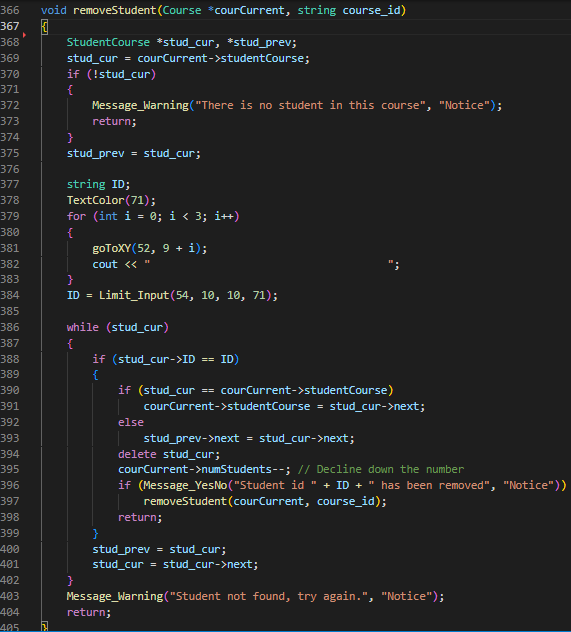 366 void removeStudent(Course *courCurrent, string course_id)
367 {
368     StudentCourse *stud_cur, *stud_prev;
369     stud_cur = courCurrent->studentCourse;
370     if (!stud_cur)
371     {
372         Message_Warning("There is no student in this course", "Notice");
373         return;
374     }
375     stud_prev = stud_cur;
376
377     string ID;
378     TextColor(71);
379     for (int i = 0; i < 3; i++)
380     {
381         goToXY(52, 9 + i);
382         cout << "                                     ";
383     }
384     ID = Limit_Input(54, 10, 10, 71);
385
386     while (stud_cur)
387     {
388         if (stud_cur->ID == ID)
389         {
390             if (stud_cur == courCurrent->studentCourse)
391                 courCurrent->studentCourse = stud_cur->next;
392             else
393                 stud_prev->next = stud_cur->next;
394             delete stud_cur;
395             courCurrent->numStudents--; // Decline down the number
396             if (Message_YesNo("Student id " + ID + " has been removed", "Notice"))
397                 removeStudent(courCurrent, course_id);
398             return;
399         }
400         stud_prev = stud_cur;
401         stud_cur = stud_cur->next;
402     }
403     Message_Warning("Student not found, try again.", "Notice");
404     return;
405 }